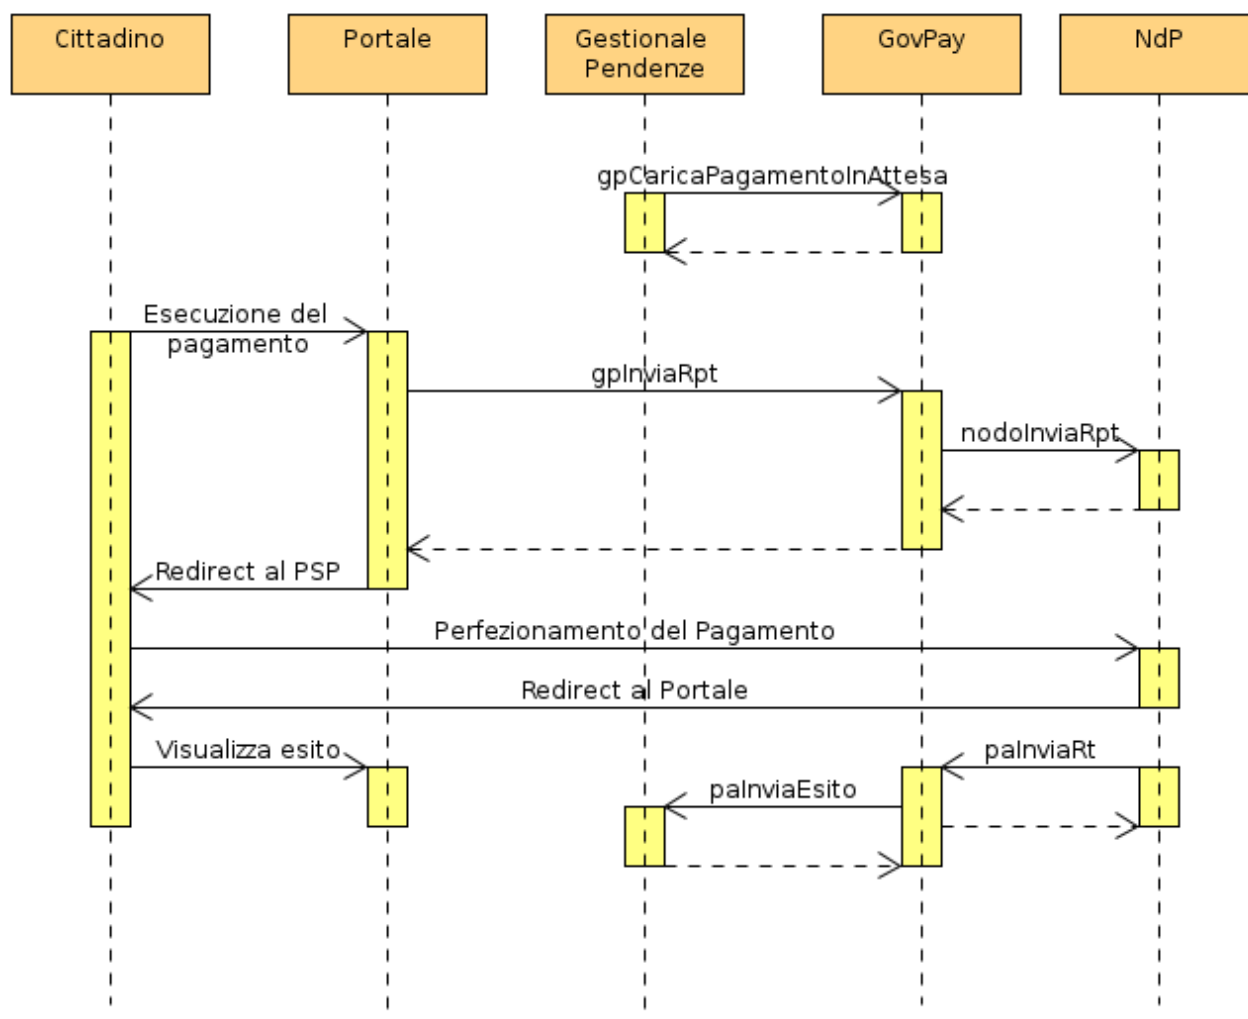 Cittadino
Portale
Gestionale
Pendenze
GovPay
NdP
gpCaricaPagamentoInAttesa
Esecuzione del
pagamento
gpInviaRpt
nodoInviaRpt
Redirect al PSP
Perfezionamento del Pagamento
Redirect al Portale
Visualizza esito
paInviaRt
paInviaEsito